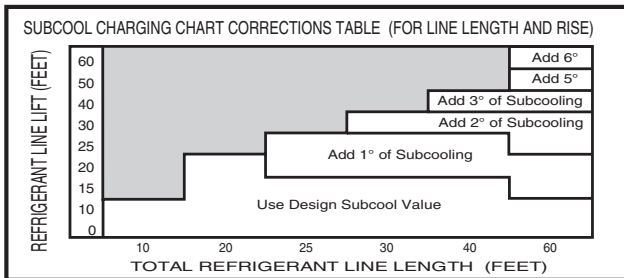 SUBCOOL CHARGING CHART CORRECTIONS TABLE (FOR LINE LENGTH AND RISE)
REFRIGERANT LINE LIFT (FEET)
60
50
40
30
25
20
15
10
0
Add 6°
Add 5°
Add 3° of Subcooling
Add 2° of Subcooling
Add 1° of Subcooling
Use Design Subcool Value
10 20 25 30 40 60
TOTAL REFRIGERANT LINE LENGTH (FEET)